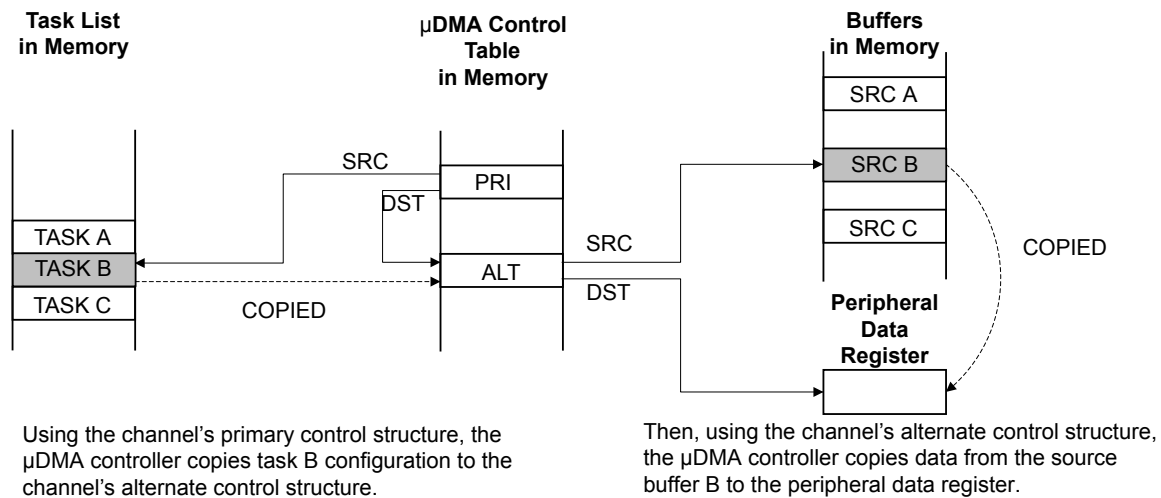 Task List
in Memory
µDMA Control
Table
in Memory
Buffers
in Memory
SRC A
SRC
PRI
SRC B
DST
SRC C
TASK A
SRC
COPIED
TASK B
ALT
DST
TASK C
COPIED
Peripheral
Data
Register
Using the channel's primary control structure, the
µDMA controller copies task B configuration to the
channel's alternate control structure.
Then, using the channel's alternate control structure,
the µDMA controller copies data from the source
buffer B to the peripheral data register.